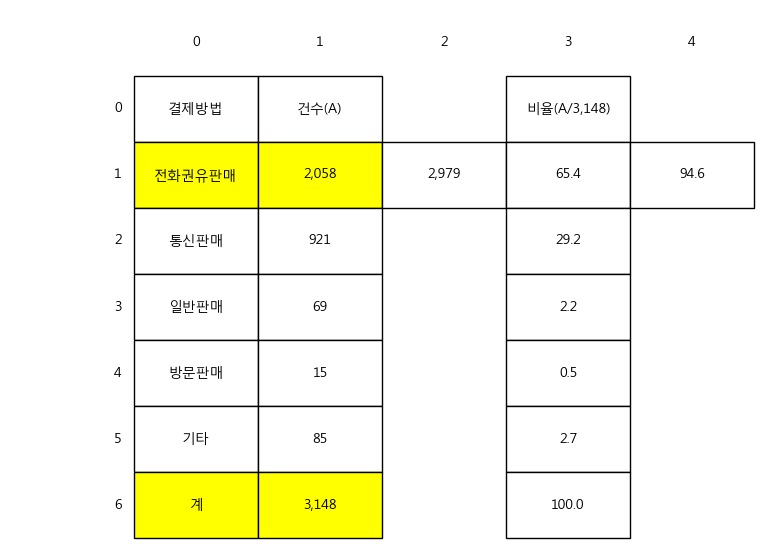 0 1 2 3 4
0 결제방법 건수(A) 비율(A/3,148)
1 전화권유판매 2,058 2,979 65.4 94.6
2 통신판매 921 29.2
3 일반판매 69 2.2
4 방문판매 15 0.5
5 기타 85 2.7
6 계 3,148 100.0